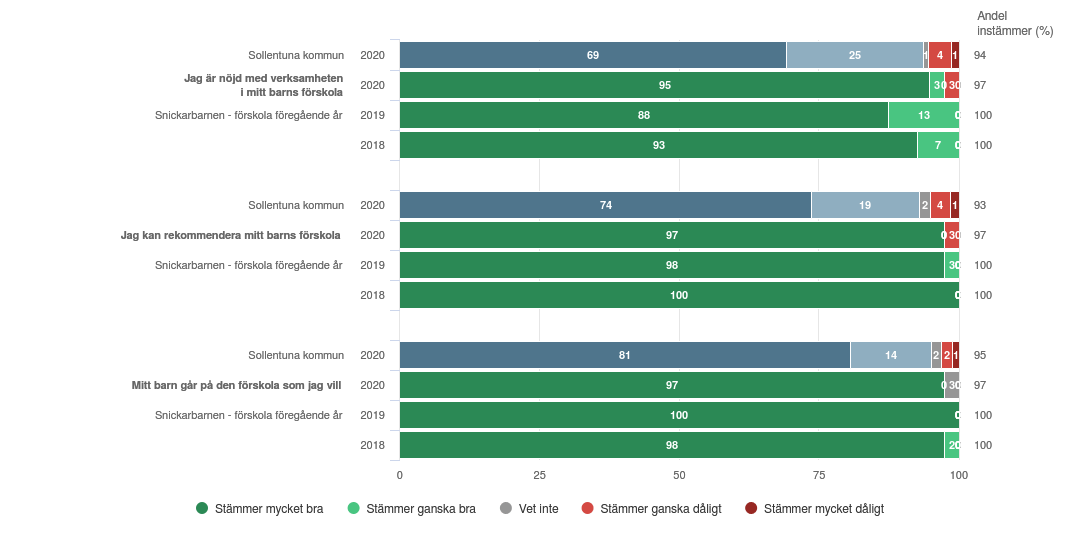 Andel
instämmer (%)
Sollentuna kommun 2020 69 25 1 4 1 94
Jag är nöjd med verksamheten
i mitt barns förskola 2020 95 3 0 3 0 97
Snickarbarnen - förskola föregående år 2019 88 13 0 100
2018 93 7 0 100
Sollentuna kommun 2020 74 19 2 4 1 93
Jag kan rekommendera mitt barns förskola 2020 97 0 3 0 97
Snickarbarnen - förskola föregående år 2019 98 3 0 100
2018 100 0 100
Sollentuna kommun 2020 81 14 2 2 1 95
Mitt barn går på den förskola som jag vill 2020 97 0 3 0 97
Snickarbarnen - förskola föregående år 2019 100 0 100
2018 98 2 0 100
0 25 50 75 100
Stämmer mycket bra Stämmer ganska bra Vet inte Stämmer ganska dåligt Stämmer mycket dåligt